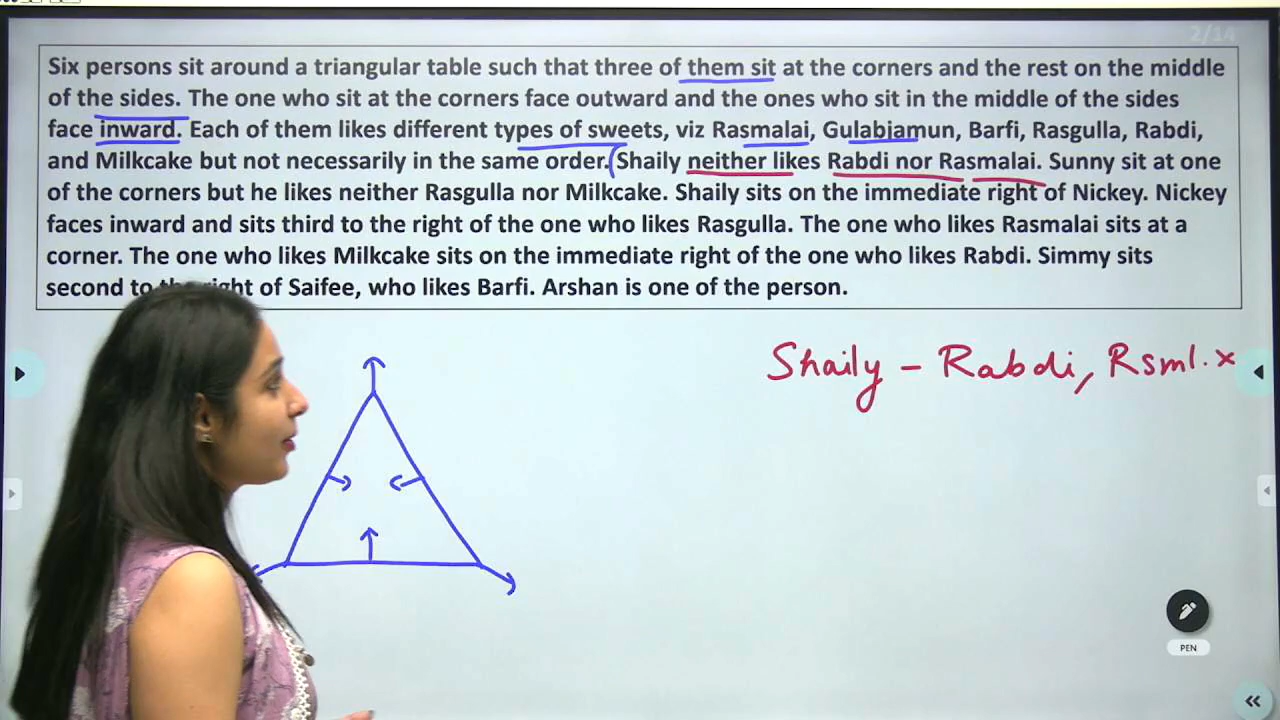 2/14
Six persons sit around a triangular table such that three of them sit at the corners and the rest on the middle
of the sides. The one who sit at the corners face outward and the ones who sit in the middle of the sides
face inward. Each of them likes different types of sweets, viz Rasmalai, Gulabjamun, Barfi, Rasgulla, Rabdi,
and Milkcake but not necessarily in the same order. Shaily neither likes Rabdi nor Rasmalai. Sunny sit at one
of the corners but he likes neither Rasgulla nor Milkcake. Shaily sits on the immediate right of Nickey. Nickey
faces inward and sits third to the right of the one who likes Rasgulla. The one who likes Rasmalai sits at a
corner. The one who likes Milkcake sits on the immediate right of the one who likes Rabdi. Simmy sits
second to right of Saifee, who likes Barfi. Arshan is one of the person.
Shaily – Rabdi, Rsml. ×
PEN